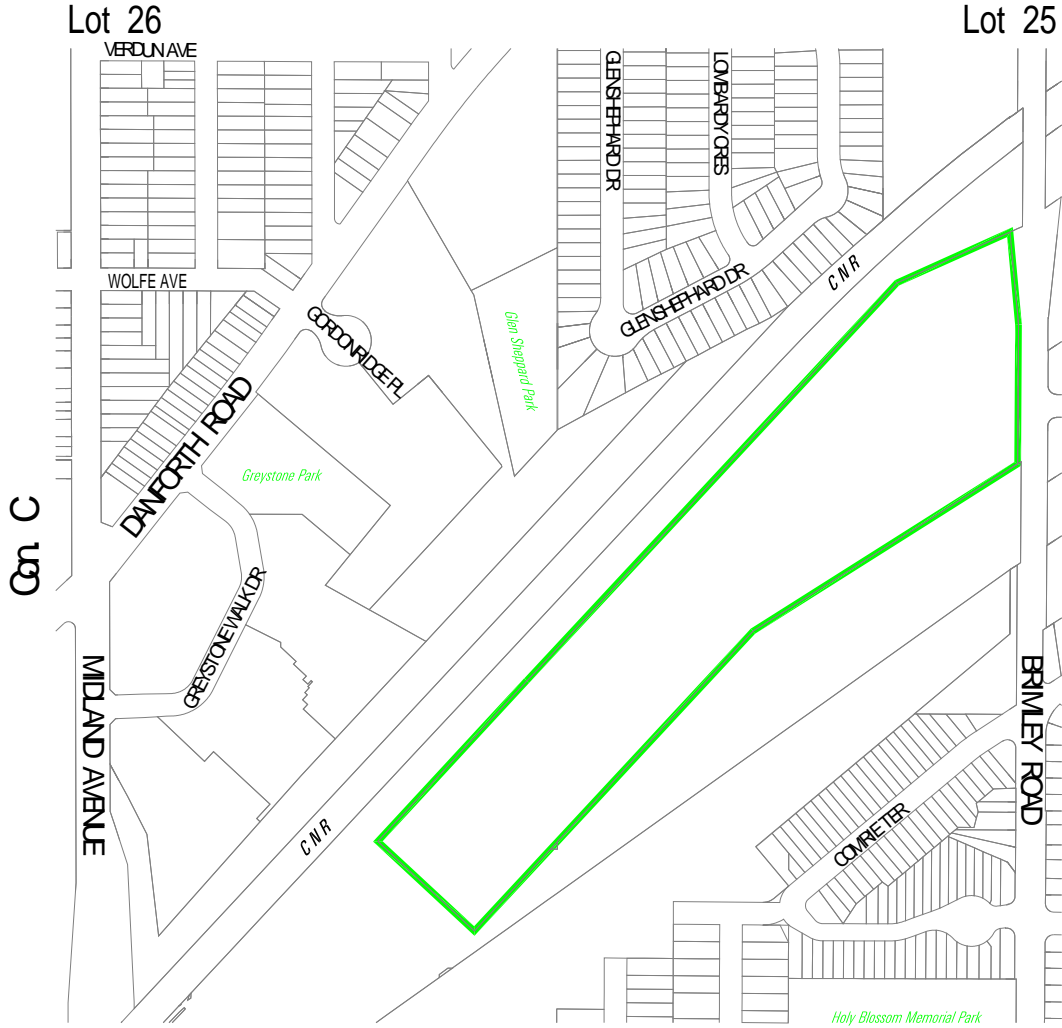 Lot 26
Lot 25
VERDUN AVE
GLENSHEPHARD DR
LOMBARDY CRES
WOLFE AVE
CNR
GLENSHEPHARD DR
GORDONRIDGE PL
Glen Sheppard Park
DANFORTH ROAD
Greystone Park
Con. C
GREYSTONE WALK DR
MIDLAND AVENUE
BRIMLEY ROAD
CNR
COMRIE TER
Holy Blossom Memorial Park